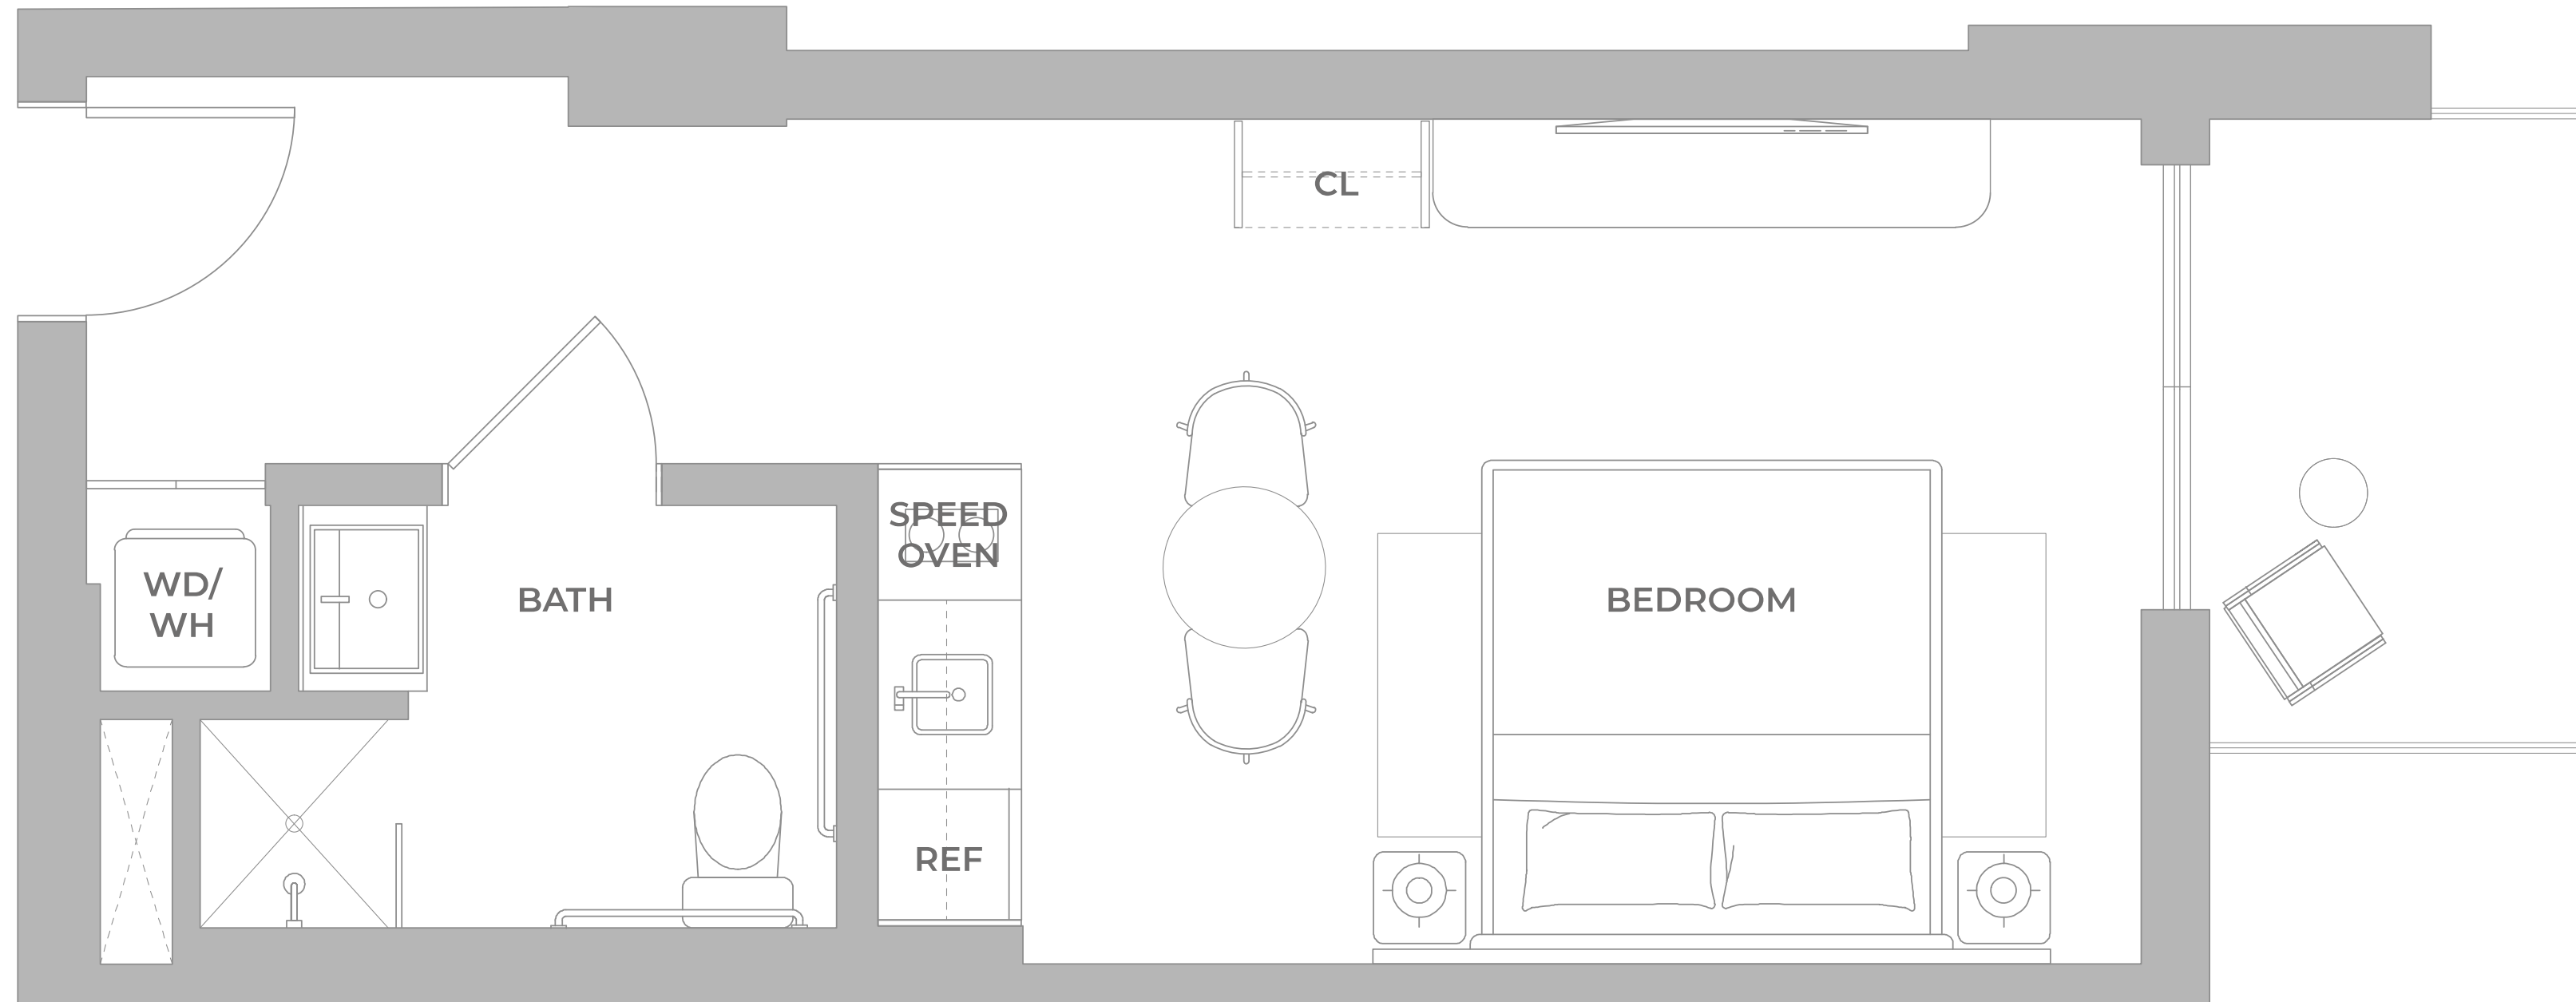 CL
SPEED
OVEN
WD/
WH
BATH
BEDROOM
REF